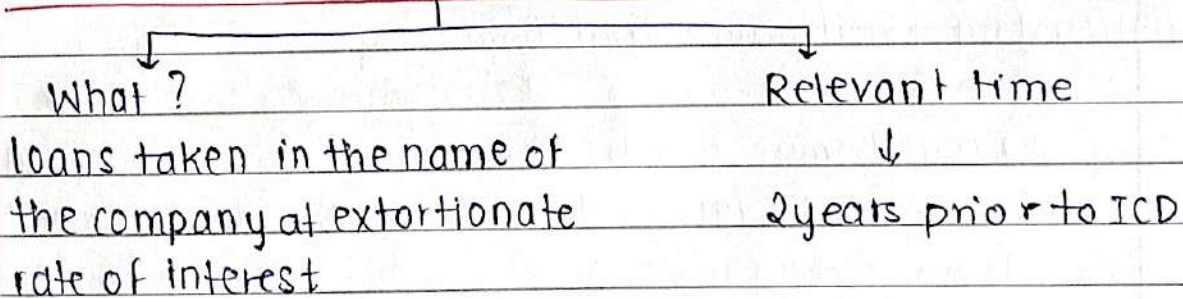 What ?
Relevant time
loans taken in the name of
↓
the company at extortionate
2years prior to ICD
rate of interest